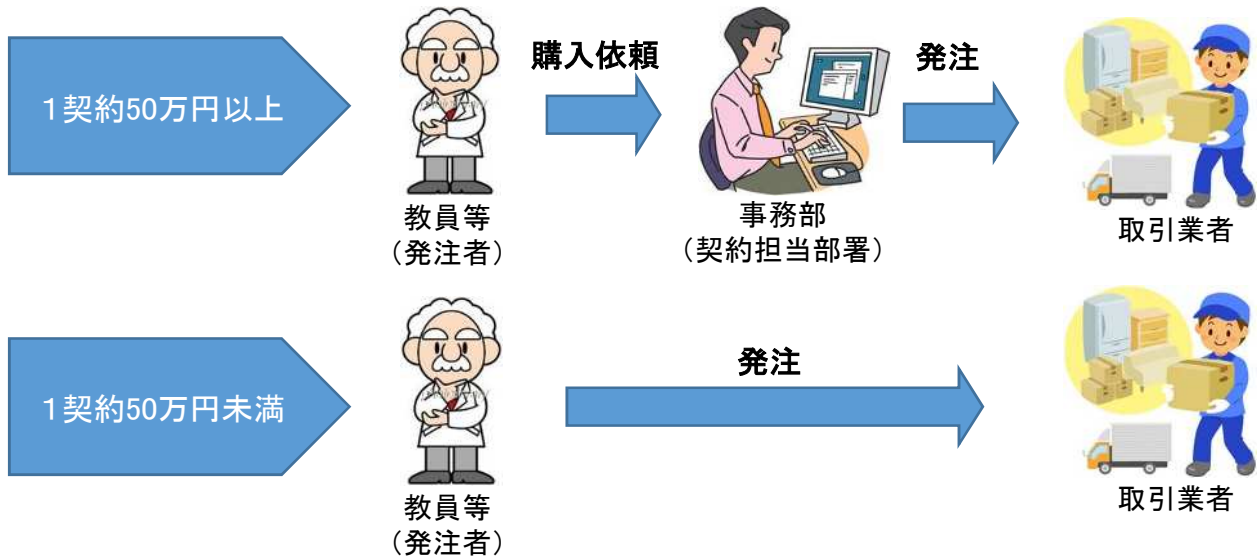 １契約50万円以上
購入依頼
発注
教員等
（発注者）
事務部
（契約担当部署）
取引業者
１契約50万円未満
発注
教員等
（発注者）
取引業者